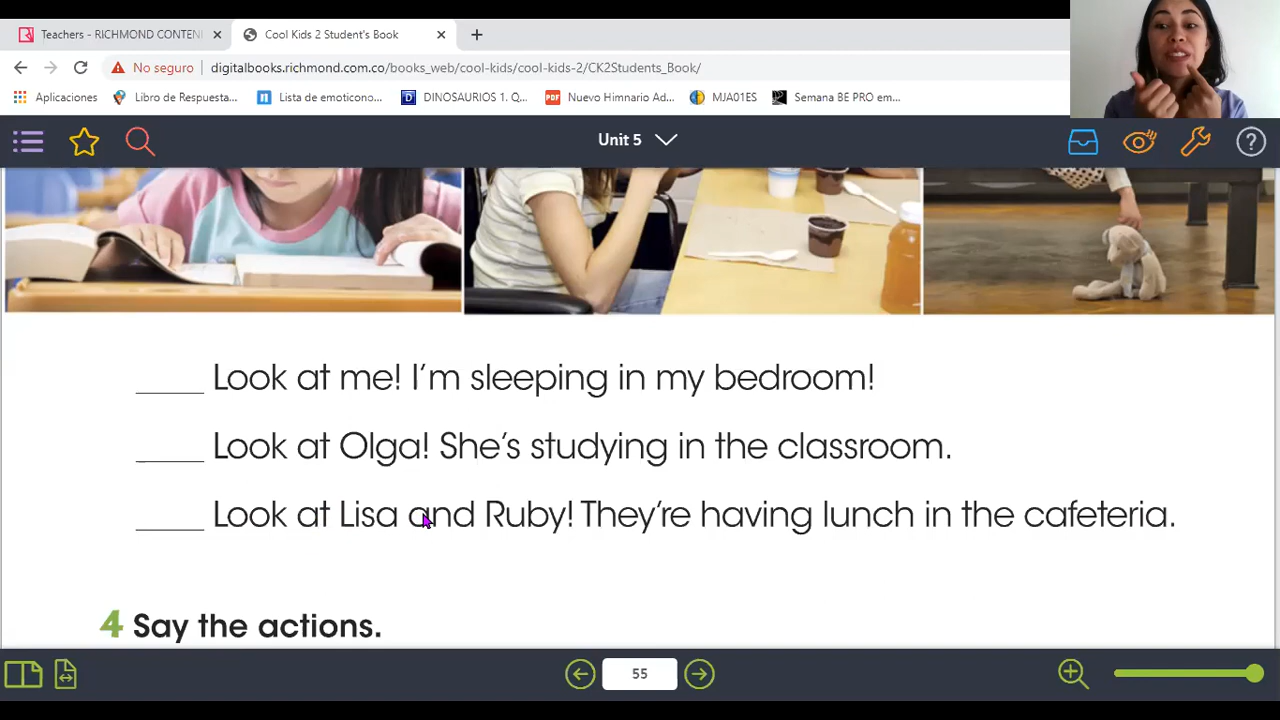 Teachers - RICHMOND CONTEN
Cool Kids 2 Student's Book
No seguro
digitalbooks.richmond.com.co/books_web/cool-kids/cool-kids-2/CK2Students_Book/
Aplicaciones
Libro de Respuesta...
Lista de emoticono...
DINOSAURIOS 1. Q...
PDF
Nuevo Himnario Ad...
MJA01ES
Semana BE PRO em...
Unit 5
____ Look at me! I'm sleeping in my bedroom!
____ Look at Olga! She's studying in the classroom.
____ Look at Lisa and Ruby! They're having lunch in the cafeteria.
4 Say the actions.
55